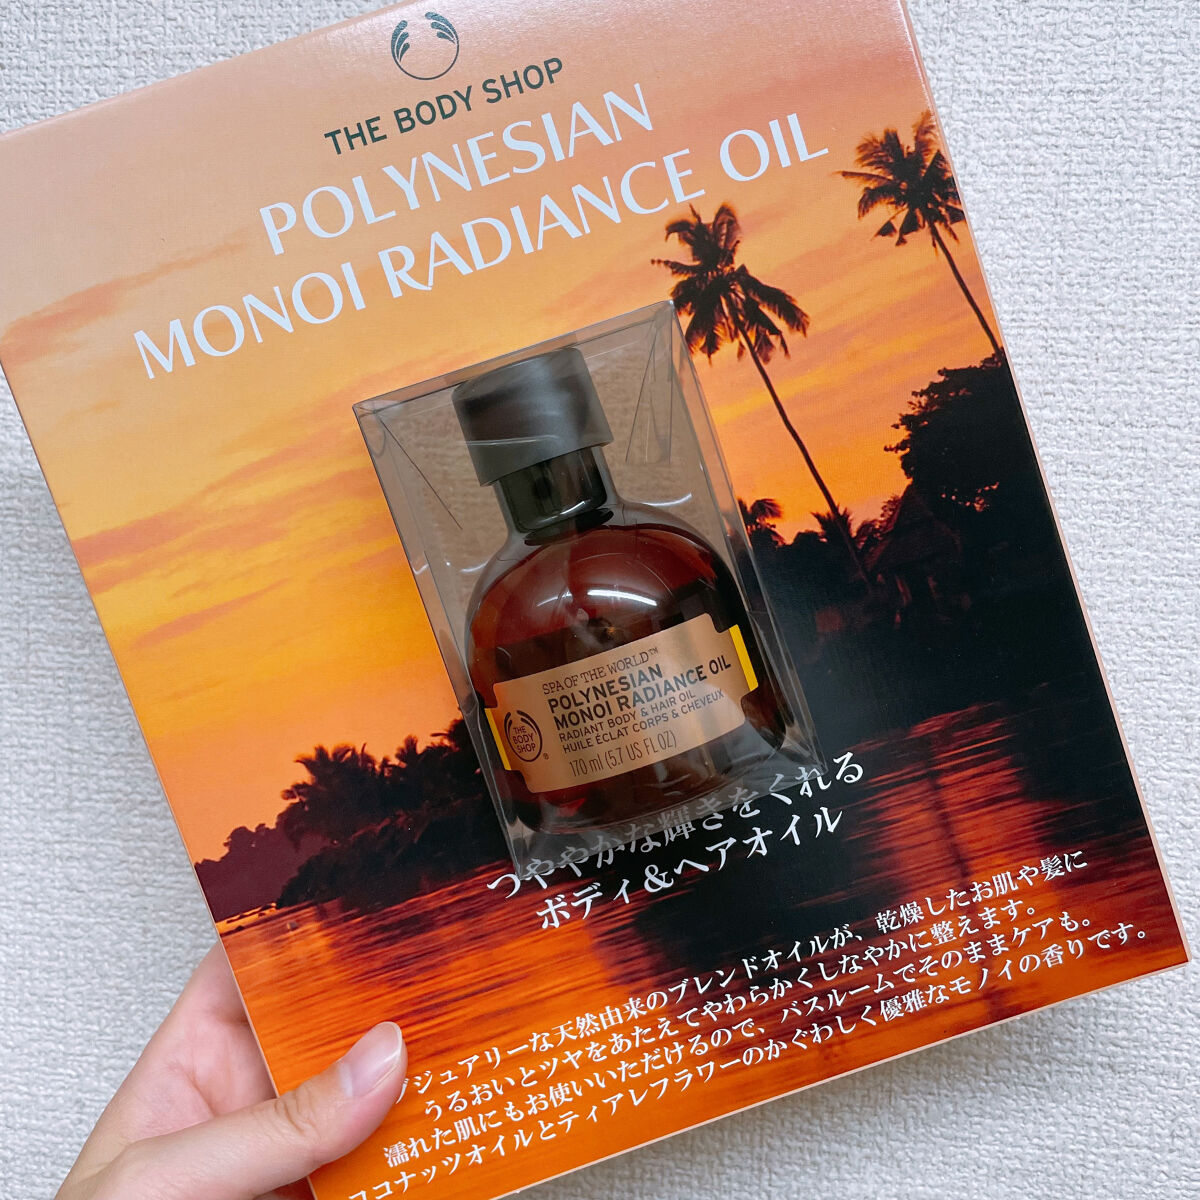 THE BODY SHOP
POLYNESIAN
MONOI RADIANCE OIL
SPA OF THE WORLD™
POLYNESIAN
MONOI RADIANCE OIL
RADIANT BODY & HAIR OIL
HUILE ÉCLAT CORPS & CHEVEUX
170 ml (5.7 US FL OZ)
THE
BODY
SHOP®
つややかな輝きをくれる
ボディ&ヘアオイル
ジュアリーな天然由来のブレンドオイルが、乾燥したお肌や髪に
うるおいとツヤをあたえてやわらかくしなやかに整えます。
濡れた肌にもお使いいただけるので、バスルームでそのままケアも。
ココナッツオイルとティアレフラワーのかぐわしく優雅なモノイの香りです。